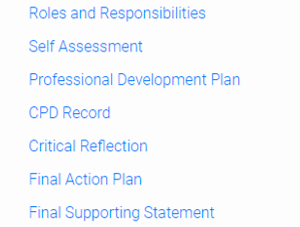 Roles and Responsibilities
Self Assessment
Professional Development Plan
CPD Record
Critical Reflection
Final Action Plan
Final Supporting Statement